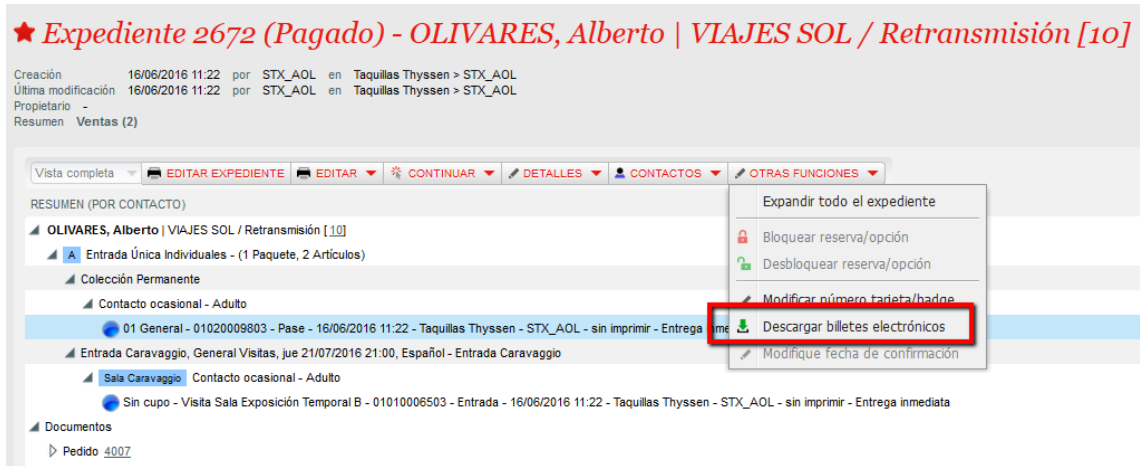 Expediente 2672 (Pagado) - OLIVARES, Alberto | VIAJES SOL / Retransmisión [10]
Creación 16/06/2016 11:22 por STX_AOL en Taquillas Thyssen > STX_AOL
Última modificación 16/06/2016 11:22 por STX_AOL en Taquillas Thyssen > STX_AOL
Propietario -
Resumen Ventas (2)
Vista completa EDITAR EXPEDIENTE EDITAR CONTINUAR DETALLES CONTACTOS OTRAS FUNCIONES
RESUMEN (POR CONTACTO)
Expandir todo el expediente
OLIVARES, Alberto | VIAJES SOL / Retransmisión [10]
Bloquear reserva/opción
A Entrada Única Individuales - (1 Paquete, 2 Artículos)
Desbloquear reserva/opción
Colección Permanente
Contacto ocasional - Adulto
Modificar número tarjeta/badge
01 General - 01020009803 - Pase - 16/06/2016 11:22 - Taquillas Thyssen - STX_AOL - sin imprimir - Entrega
Descargar billetes electrónicos
Entrada Caravaggio, General Visitas, jue 21/07/2016 21:00, Español - Entrada Caravaggio
Modifique fecha de confirmación
Sala Caravaggio Contacto ocasional - Adulto
Sin cupo - Visita Sala Exposición Temporal B - 01010006503 - Entrada - 16/06/2016 11:22 - Taquillas Thyssen - STX_AOL - sin imprimir - Entrega inmediata
Documentos
Pedido 4007